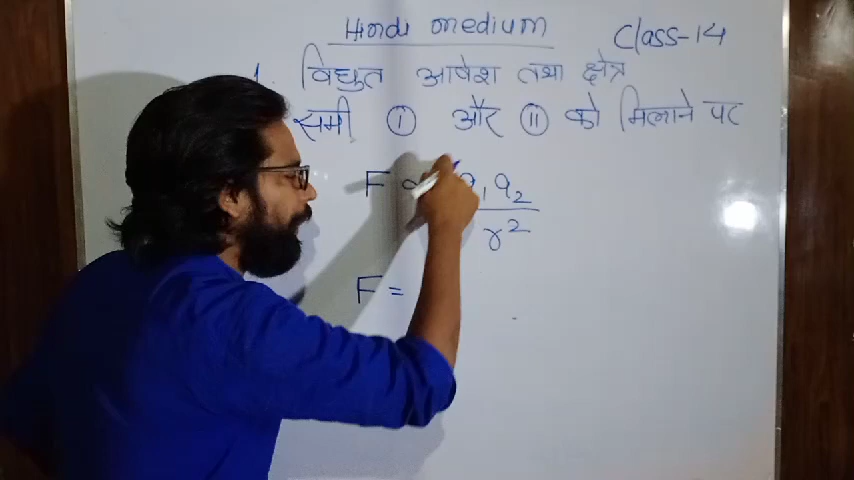 Hindi medium
Class-14
1. विद्युत आवेश तथा क्षेत्र
समी (I) और (II) को मिलाने पर
F ∝ q₁q₂
r²
F =